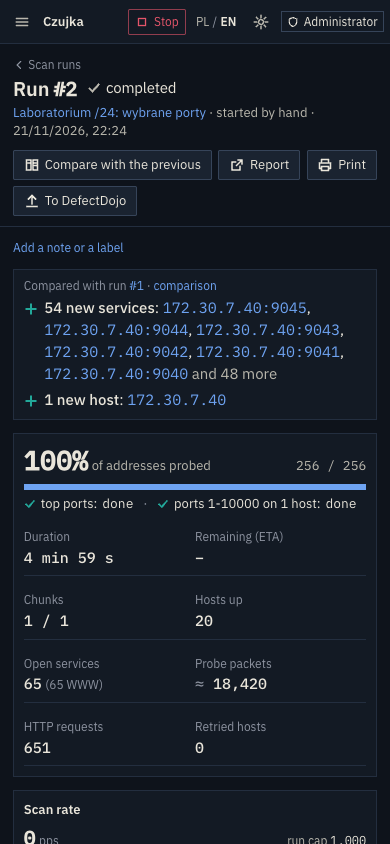 Czujka
Stop
PL / EN
Administrator
Scan runs
Run #2 completed
Laboratorium /24: wybrane porty · started by hand ·
21/11/2026, 22:24
Compare with the previous
Report
Print
To DefectDojo
Add a note or a label
Compared with run #1 · comparison
+ 54 new services: 172.30.7.40:9045,
172.30.7.40:9044, 172.30.7.40:9043,
172.30.7.40:9042, 172.30.7.40:9041,
172.30.7.40:9040 and 48 more
+ 1 new host: 172.30.7.40
100% of addresses probed 256 / 256
top ports: done · ports 1-10000 on 1 host: done
Duration Remaining (ETA)
4 min 59 s –
Chunks Hosts up
1 / 1 20
Open services Probe packets
65 (65 WWW) ≈ 18,420
HTTP requests Retried hosts
651 0
Scan rate
0 pps run cap 1,000